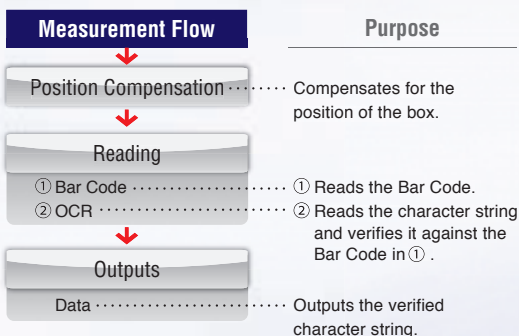 Measurement Flow Purpose
Position Compensation ········ Compensates for the
position of the box.
Reading
① Bar Code ······················ ① Reads the Bar Code.
② OCR ·························· ② Reads the character string
and verifies it against the
Bar Code in ① .
Outputs
Data ·························· Outputs the verified
character string.